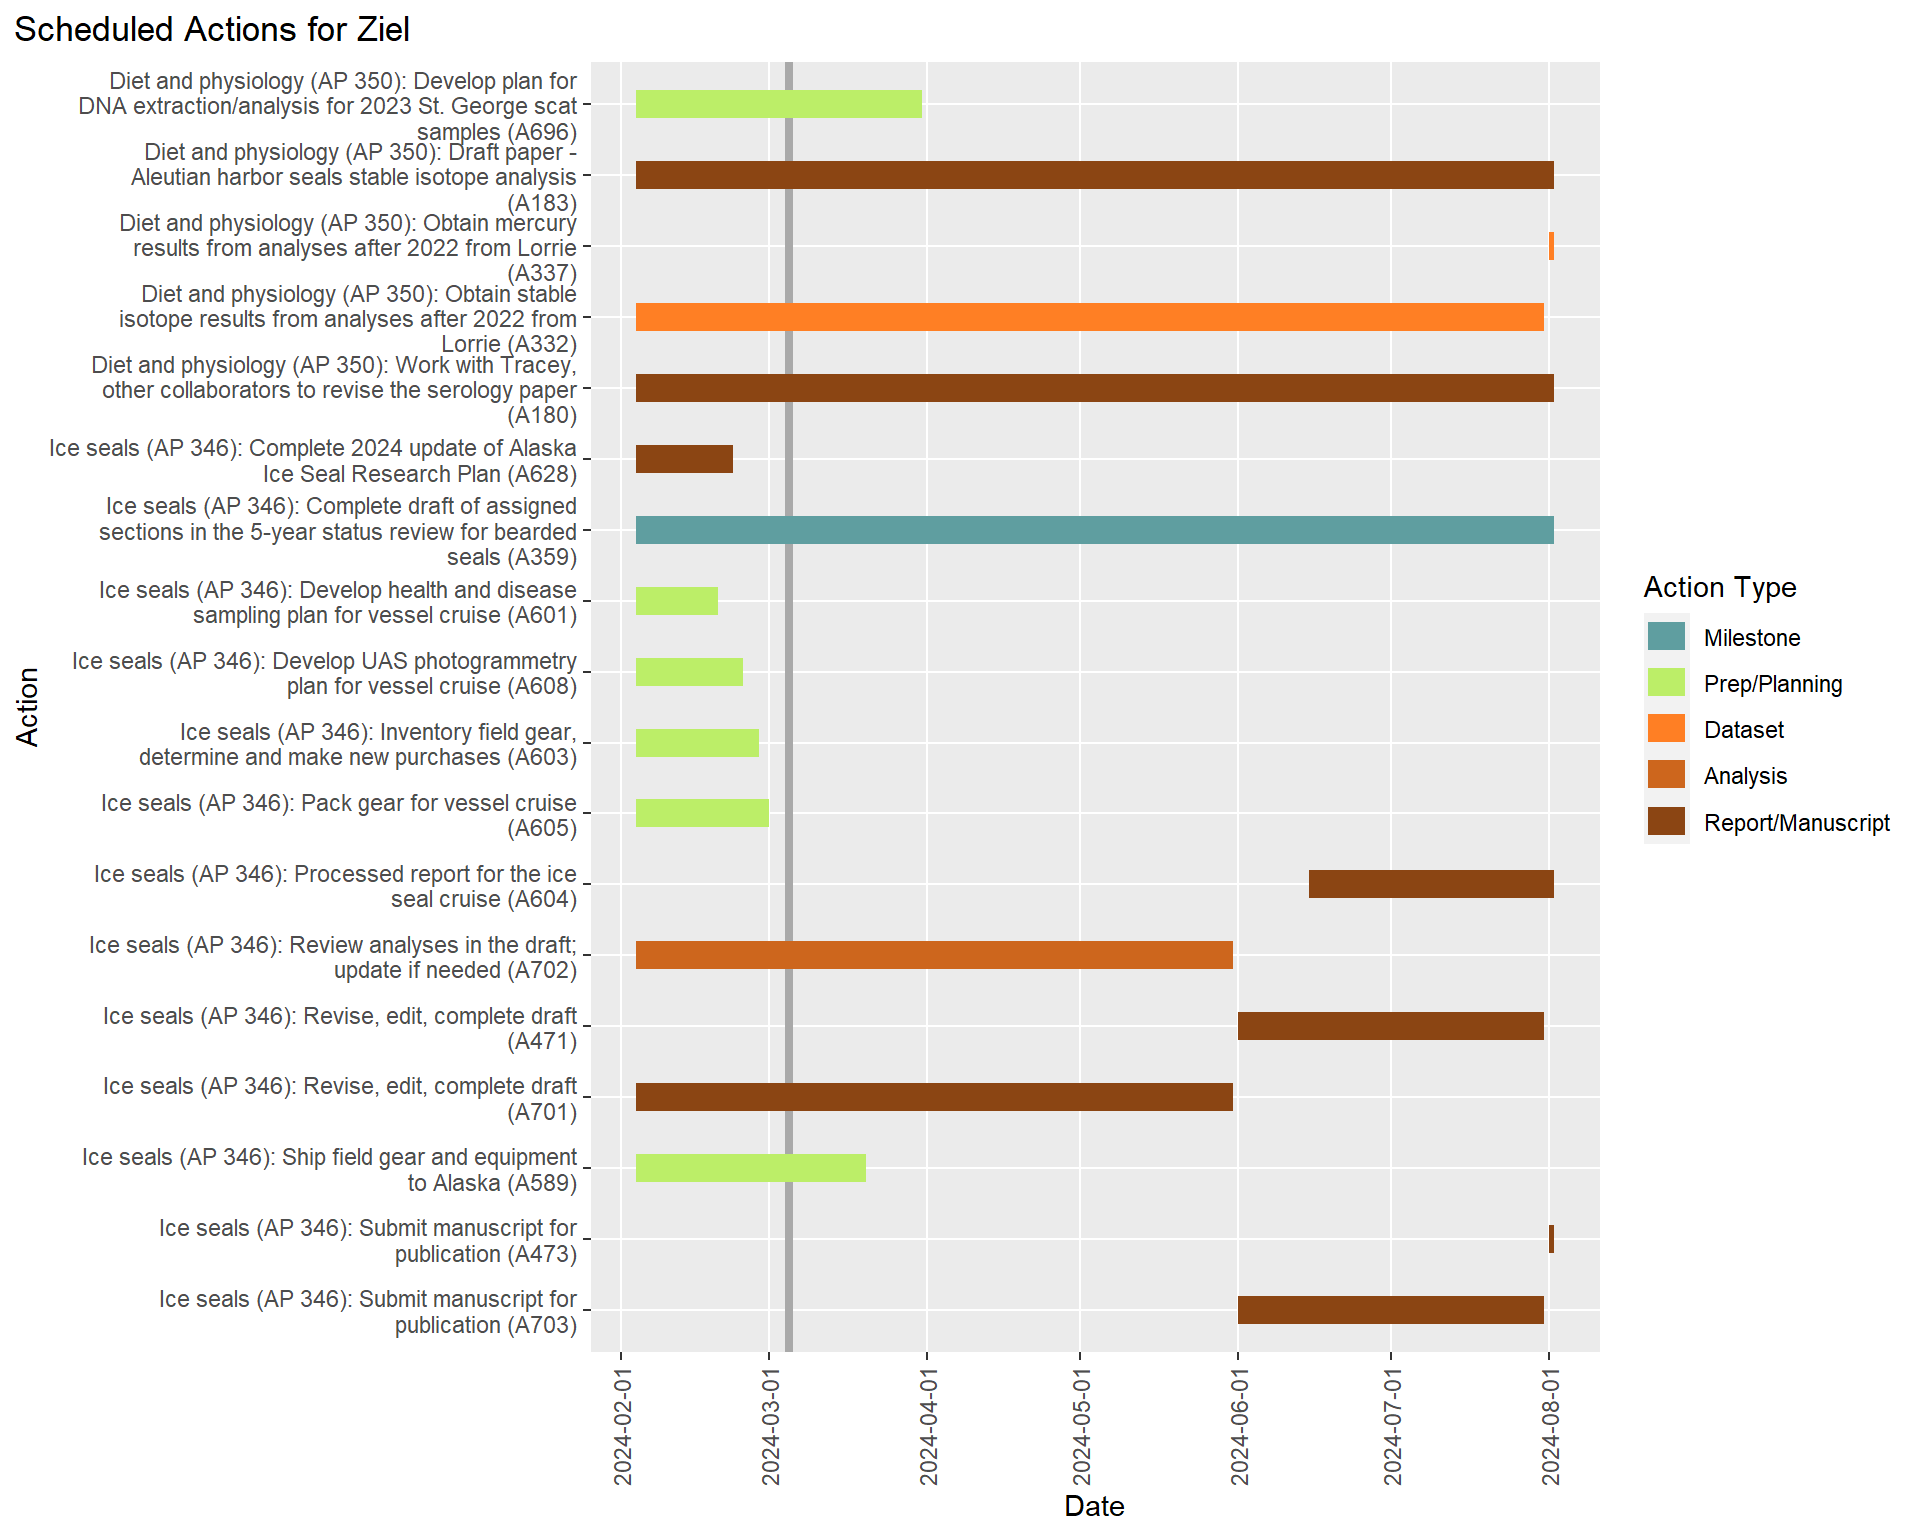 Scheduled Actions for Ziel
Diet and physiology (AP 350): Develop plan for
DNA extraction/analysis for 2023 St. George scat
samples (A696)
Diet and physiology (AP 350): Draft paper -
Aleutian harbor seals stable isotope analysis
(A183)
Diet and physiology (AP 350): Obtain mercury
results from analyses after 2022 from Lorrie
(A337)
Diet and physiology (AP 350): Obtain stable
isotope results from analyses after 2022 from
Lorrie (A332)
Diet and physiology (AP 350): Work with Tracey,
other collaborators to revise the serology paper
(A180)
Ice seals (AP 346): Complete 2024 update of Alaska
Ice Seal Research Plan (A628)
Ice seals (AP 346): Complete draft of assigned
sections in the 5-year status review for bearded
seals (A359)
Ice seals (AP 346): Develop health and disease
sampling plan for vessel cruise (A601)
Ice seals (AP 346): Develop UAS photogrammetry
plan for vessel cruise (A608)
Ice seals (AP 346): Inventory field gear,
determine and make new purchases (A603)
Ice seals (AP 346): Pack gear for vessel cruise
(A605)
Ice seals (AP 346): Processed report for the ice
seal cruise (A604)
Ice seals (AP 346): Review analyses in the draft;
update if needed (A702)
Ice seals (AP 346): Revise, edit, complete draft
(A471)
Ice seals (AP 346): Revise, edit, complete draft
(A701)
Ice seals (AP 346): Ship field gear and equipment
to Alaska (A589)
Ice seals (AP 346): Submit manuscript for
publication (A473)
Ice seals (AP 346): Submit manuscript for
publication (A703)
Action
2024-02-01
2024-03-01
2024-04-01
2024-05-01
2024-06-01
2024-07-01
2024-08-01
Date
Action Type
Milestone
Prep/Planning
Dataset
Analysis
Report/Manuscript